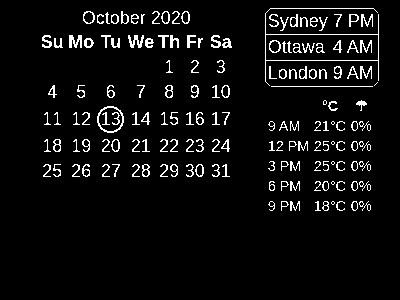 October 2020
Su Mo Tu We Th Fr Sa
1 2 3
4 5 6 7 8 9 10
11 12 13 14 15 16 17
18 19 20 21 22 23 24
25 26 27 28 29 30 31
Sydney 7 PM
Ottawa 4 AM
London 9 AM
°C ☂
9 AM 21°C 0%
12 PM 25°C 0%
3 PM 25°C 0%
6 PM 20°C 0%
9 PM 18°C 0%